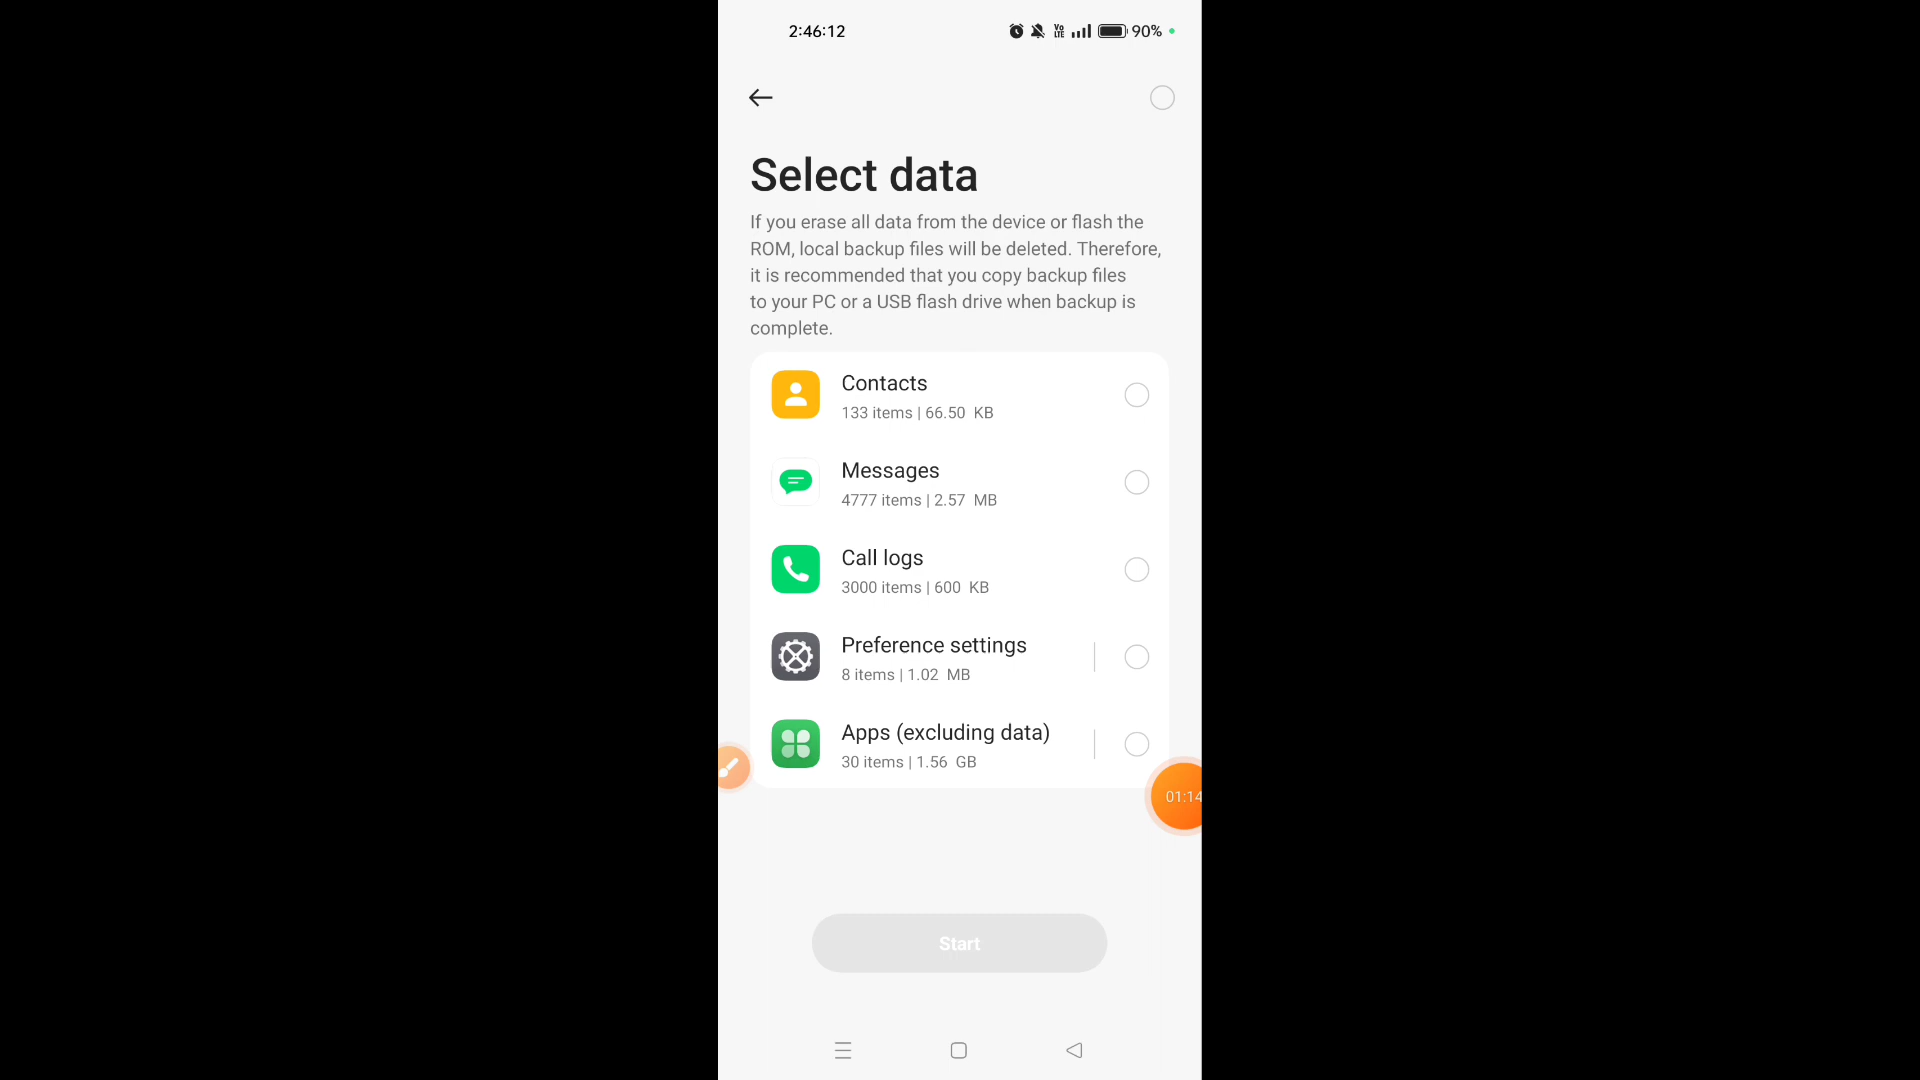 2:46:12
Vo LTE
90%
Select data
If you erase all data from the device or flash the
ROM, local backup files will be deleted. Therefore,
it is recommended that you copy backup files
to your PC or a USB flash drive when backup is
complete.
Contacts
133 items | 66.50 KB
Messages
4777 items | 2.57 MB
Call logs
3000 items | 600 KB
Preference settings
8 items | 1.02 MB
Apps (excluding data)
30 items | 1.56 GB
01:14
Start